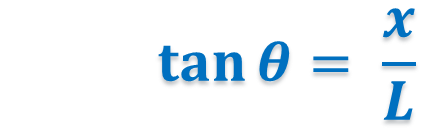 tan θ = x/L